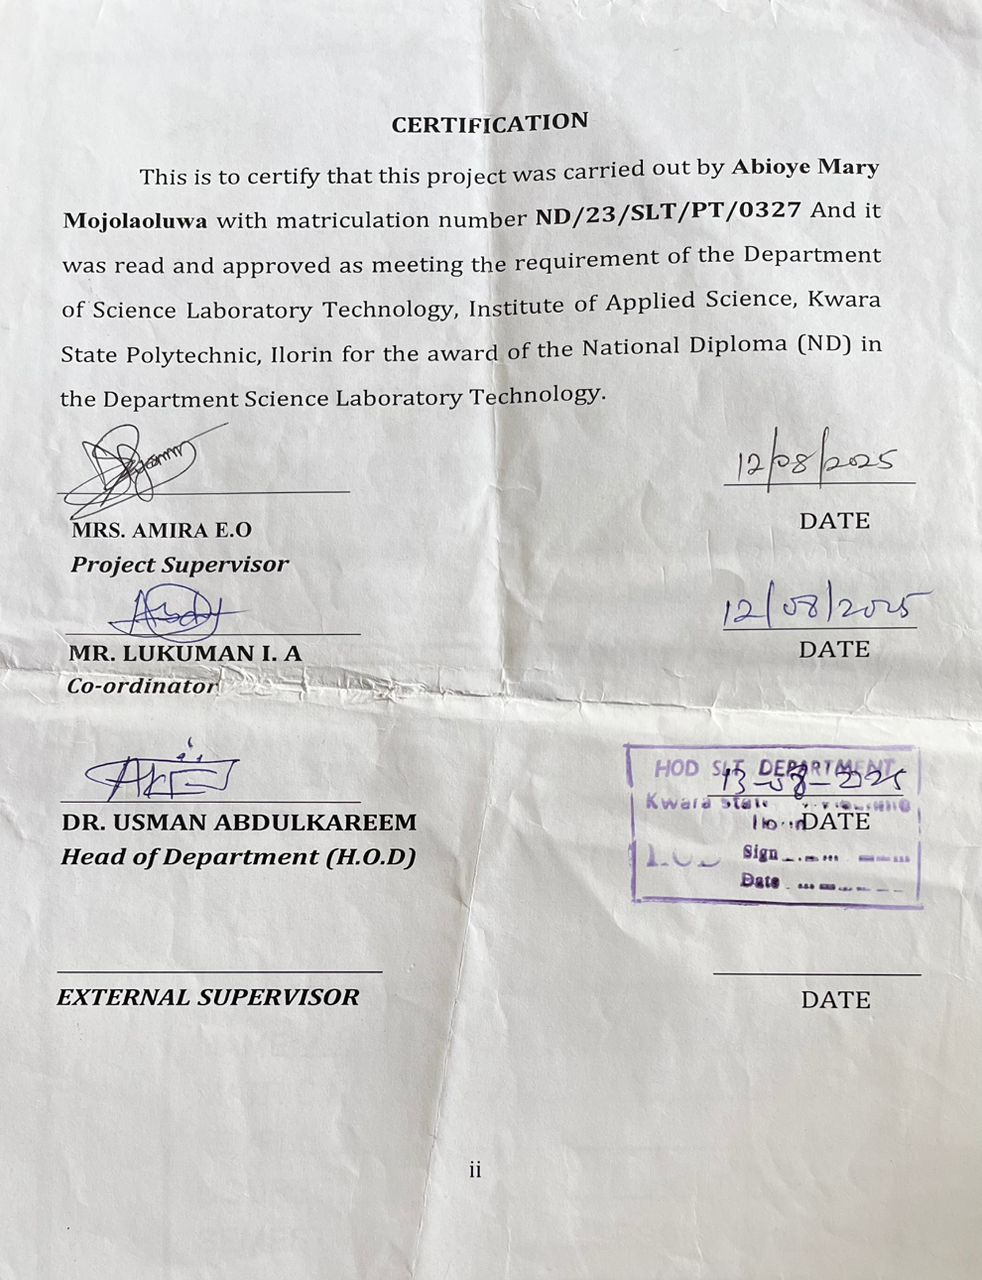 CERTIFICATION
This is to certify that this project was carried out by Abioye Mary
Mojolaoluwa with matriculation number ND/23/SLT/PT/0327 And it
was read and approved as meeting the requirement of the Department
of Science Laboratory Technology, Institute of Applied Science, Kwara
State Polytechnic, Ilorin for the award of the National Diploma (ND) in
the Department Science Laboratory Technology.
12/08/2025
MRS. AMIRA E.O
DATE
Project Supervisor
12/08/2025
MR. LUKUMAN I. A
DATE
Co-ordinator
HOD SLT DEPARTMENT
13-08-2025
Kwara State
DR. USMAN ABDULKAREEM
DATE
Head of Department (H.O.D)
Sign
Date
EXTERNAL SUPERVISOR
DATE
ii